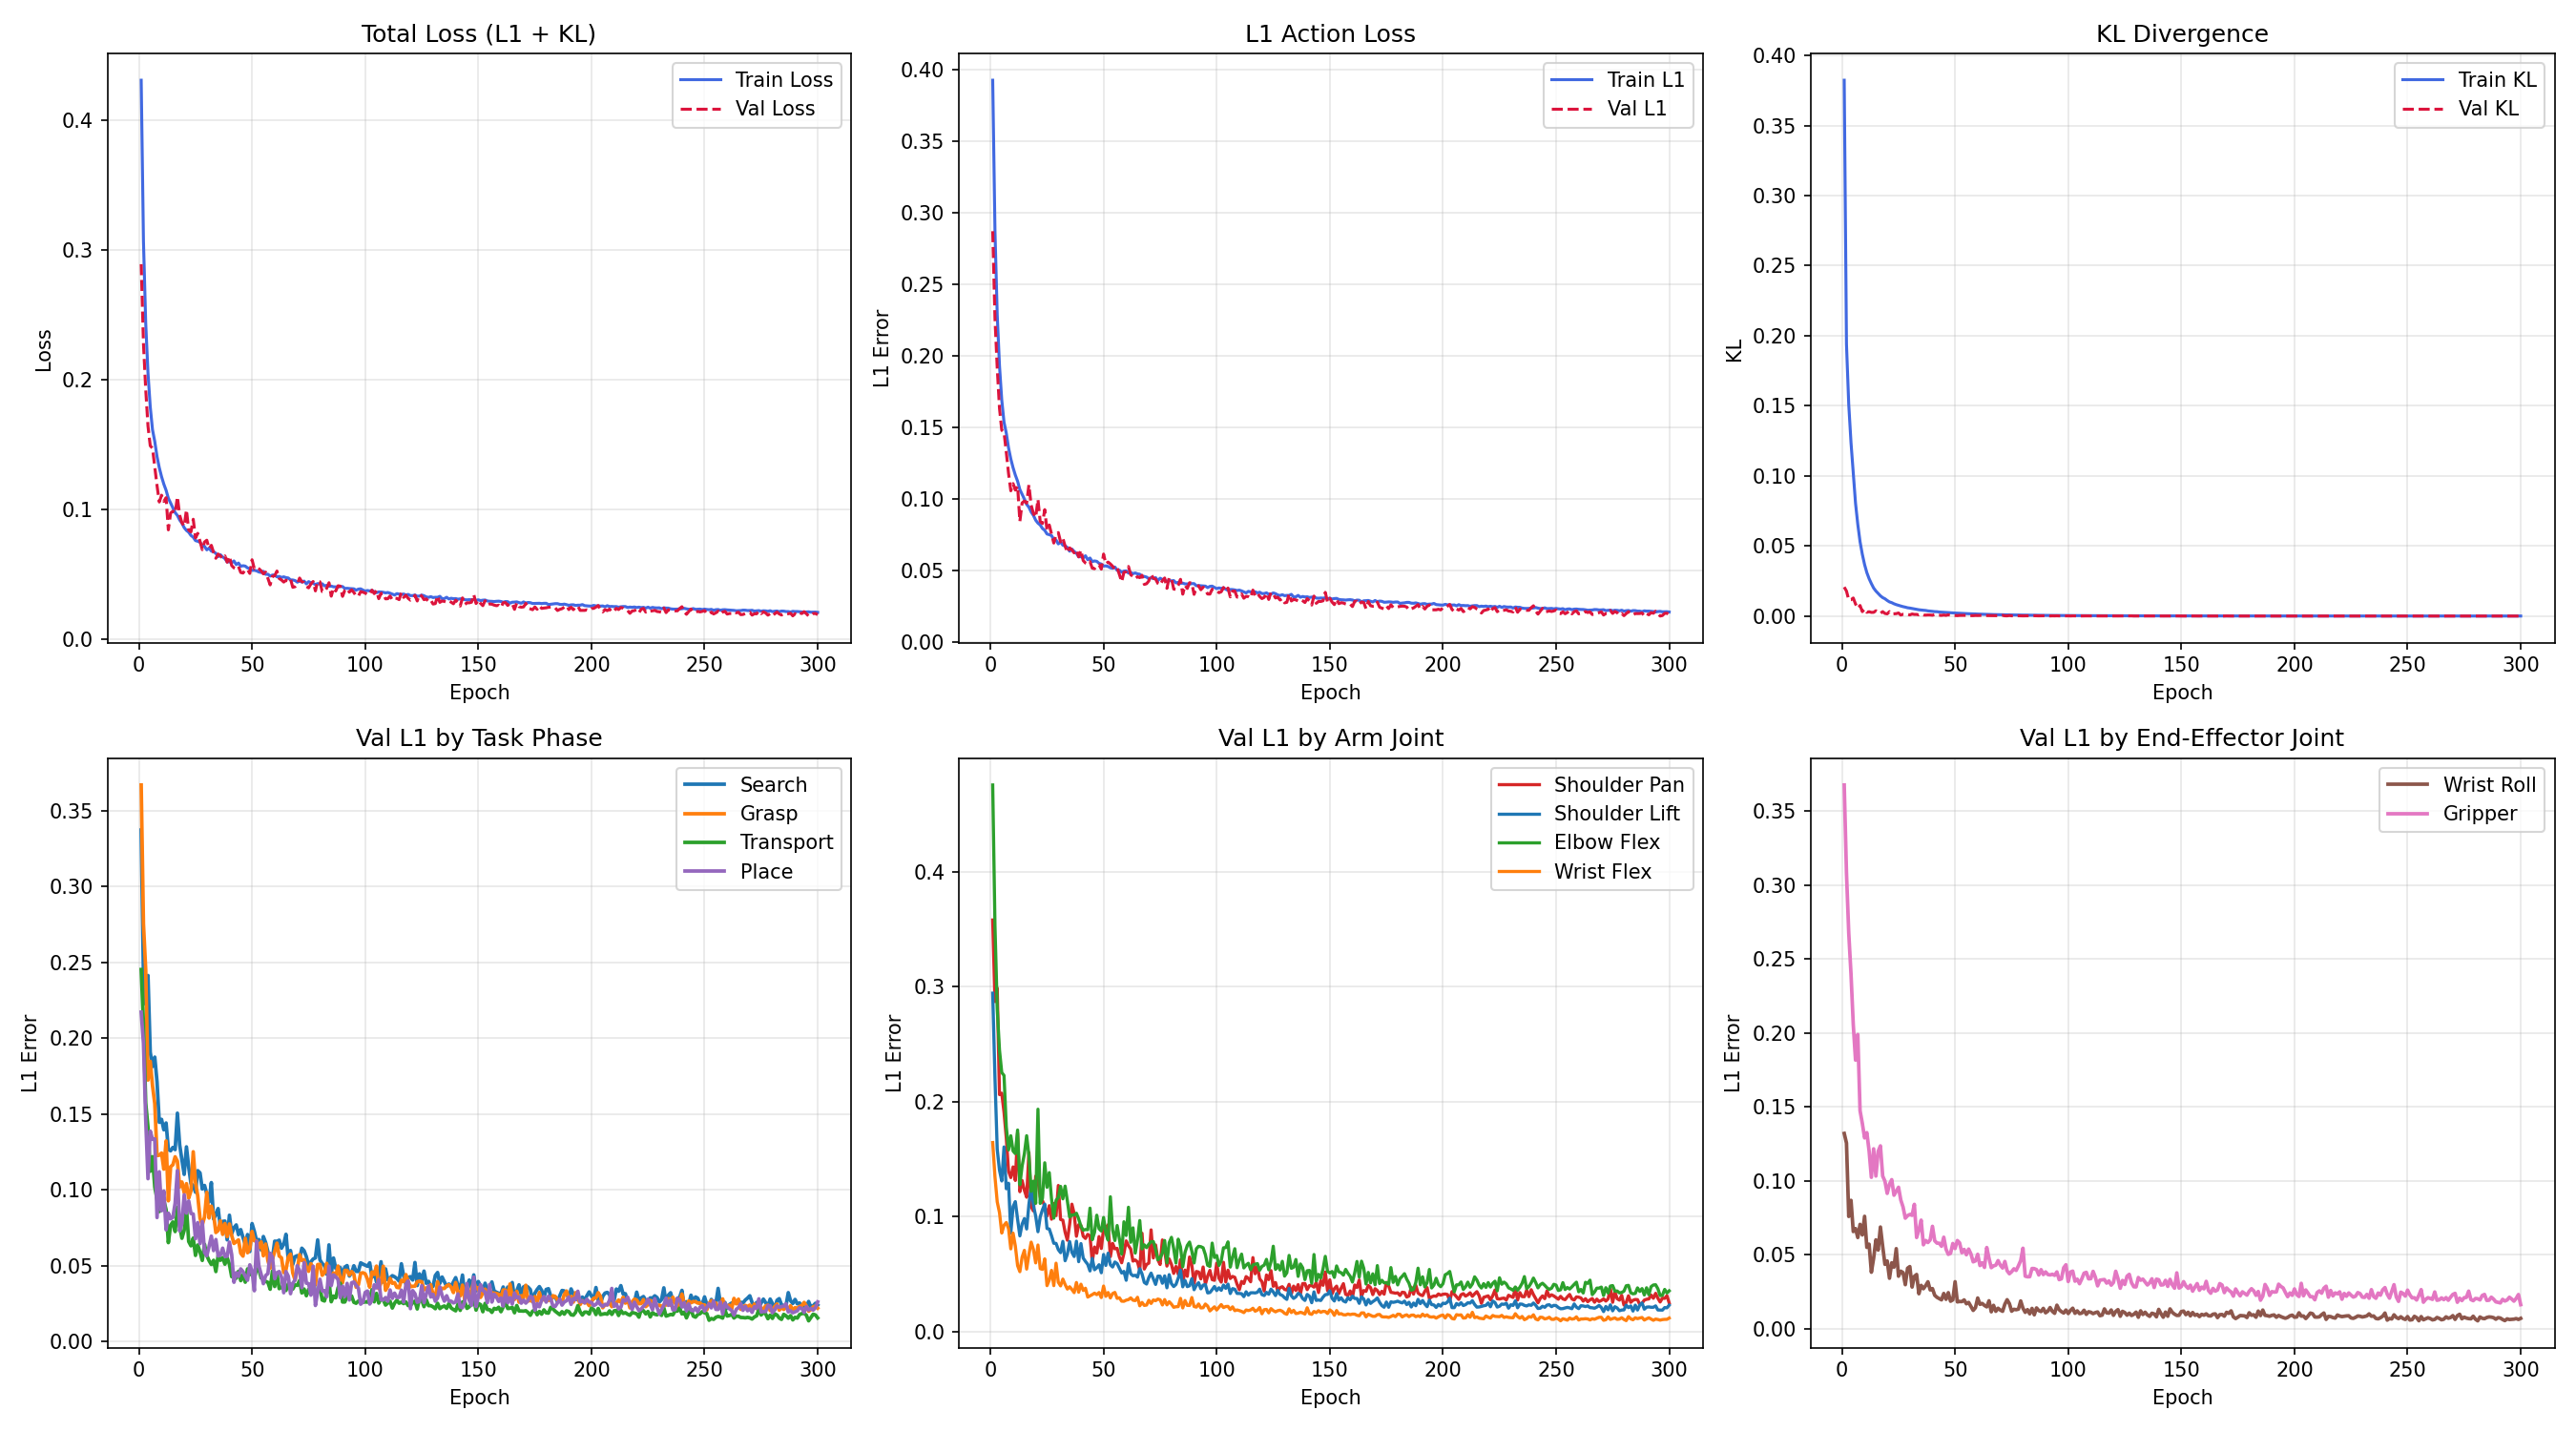 Total Loss (L1 + KL)
Train Loss
Val Loss
Loss
0.4
0.3
0.2
0.1
0.0
0 50 100 150 200 250 300
Epoch
L1 Action Loss
Train L1
Val L1
L1 Error
0.40
0.35
0.30
0.25
0.20
0.15
0.10
0.05
0.00
0 50 100 150 200 250 300
Epoch
KL Divergence
Train KL
Val KL
KL
0.40
0.35
0.30
0.25
0.20
0.15
0.10
0.05
0.00
0 50 100 150 200 250 300
Epoch
Val L1 by Task Phase
Search
Grasp
Transport
Place
L1 Error
0.35
0.30
0.25
0.20
0.15
0.10
0.05
0.00
0 50 100 150 200 250 300
Epoch
Val L1 by Arm Joint
Shoulder Pan
Shoulder Lift
Elbow Flex
Wrist Flex
L1 Error
0.4
0.3
0.2
0.1
0.0
0 50 100 150 200 250 300
Epoch
Val L1 by End-Effector Joint
Wrist Roll
Gripper
L1 Error
0.35
0.30
0.25
0.20
0.15
0.10
0.05
0.00
0 50 100 150 200 250 300
Epoch